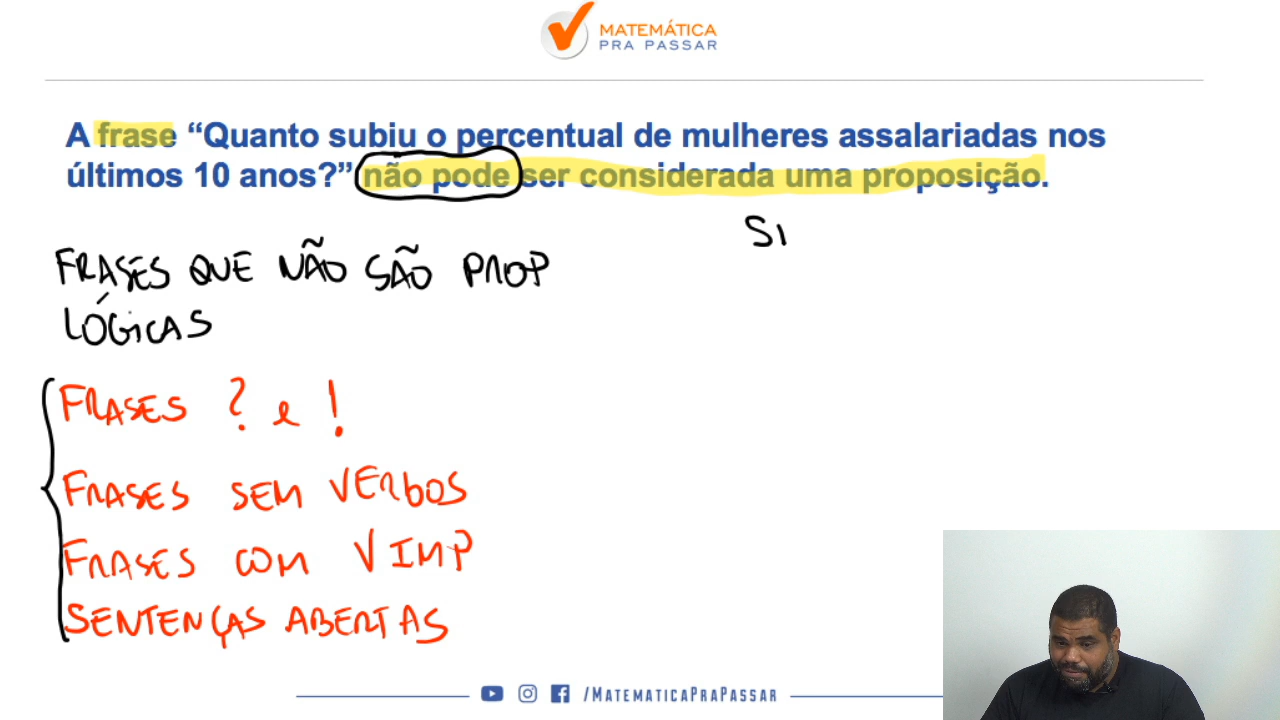 MATEMÁTICA
PRA PASSAR
A frase “Quanto subiu o percentual de mulheres assalariadas nos
últimos 10 anos?” não pode ser considerada uma proposição.
SI
FRASES QUE NÃO SÃO PROP
LÓGICAS
FRASES ? e !
FRASES SEM VERBOS
FRASES COM V IMP
SENTENÇAS ABERTAS
/MATEMATICAPRAPASSAR